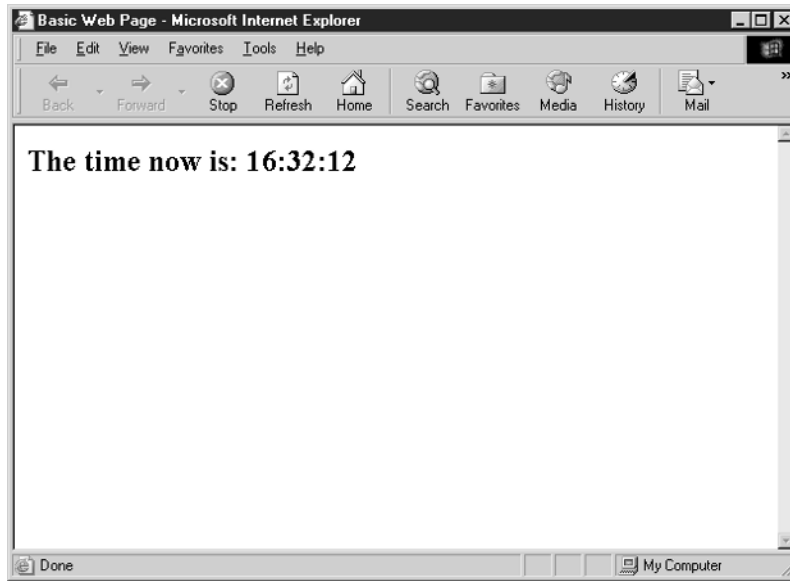 Basic Web Page - Microsoft Internet Explorer
File Edit View Favorites Tools Help
Back Forward Stop Refresh Home Search Favorites Media History Mail »
The time now is: 16:32:12
Done My Computer